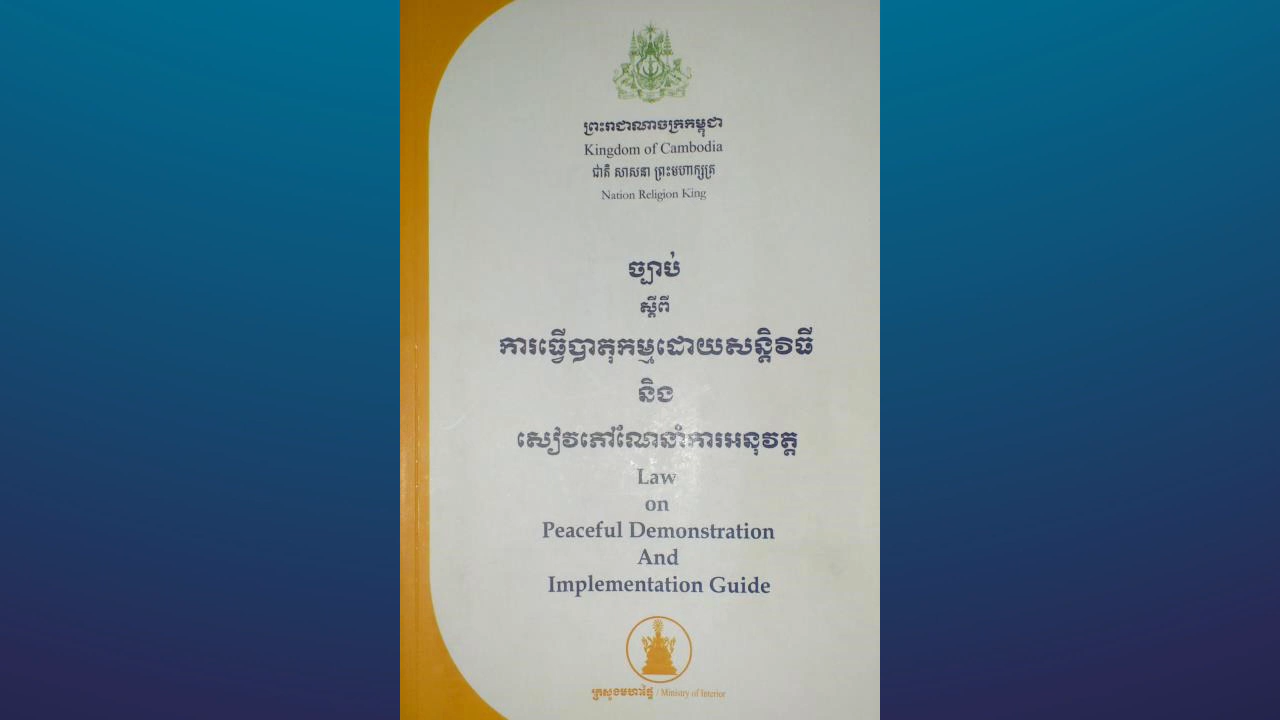 ព្រះរាជាណាចក្រកម្ពុជា
Kingdom of Cambodia
ជាតិ សាសនា ព្រះមហាក្សត្រ
Nation Religion King
ច្បាប់
ស្តីពី
ការធ្វើបាតុកម្មដោយសន្តិវិធី
និង
សៀវភៅណែនាំការអនុវត្ត
Law
on
Peaceful Demonstration
And
Implementation Guide
ក្រសួងមហាផ្ទៃ / Ministry of Interior